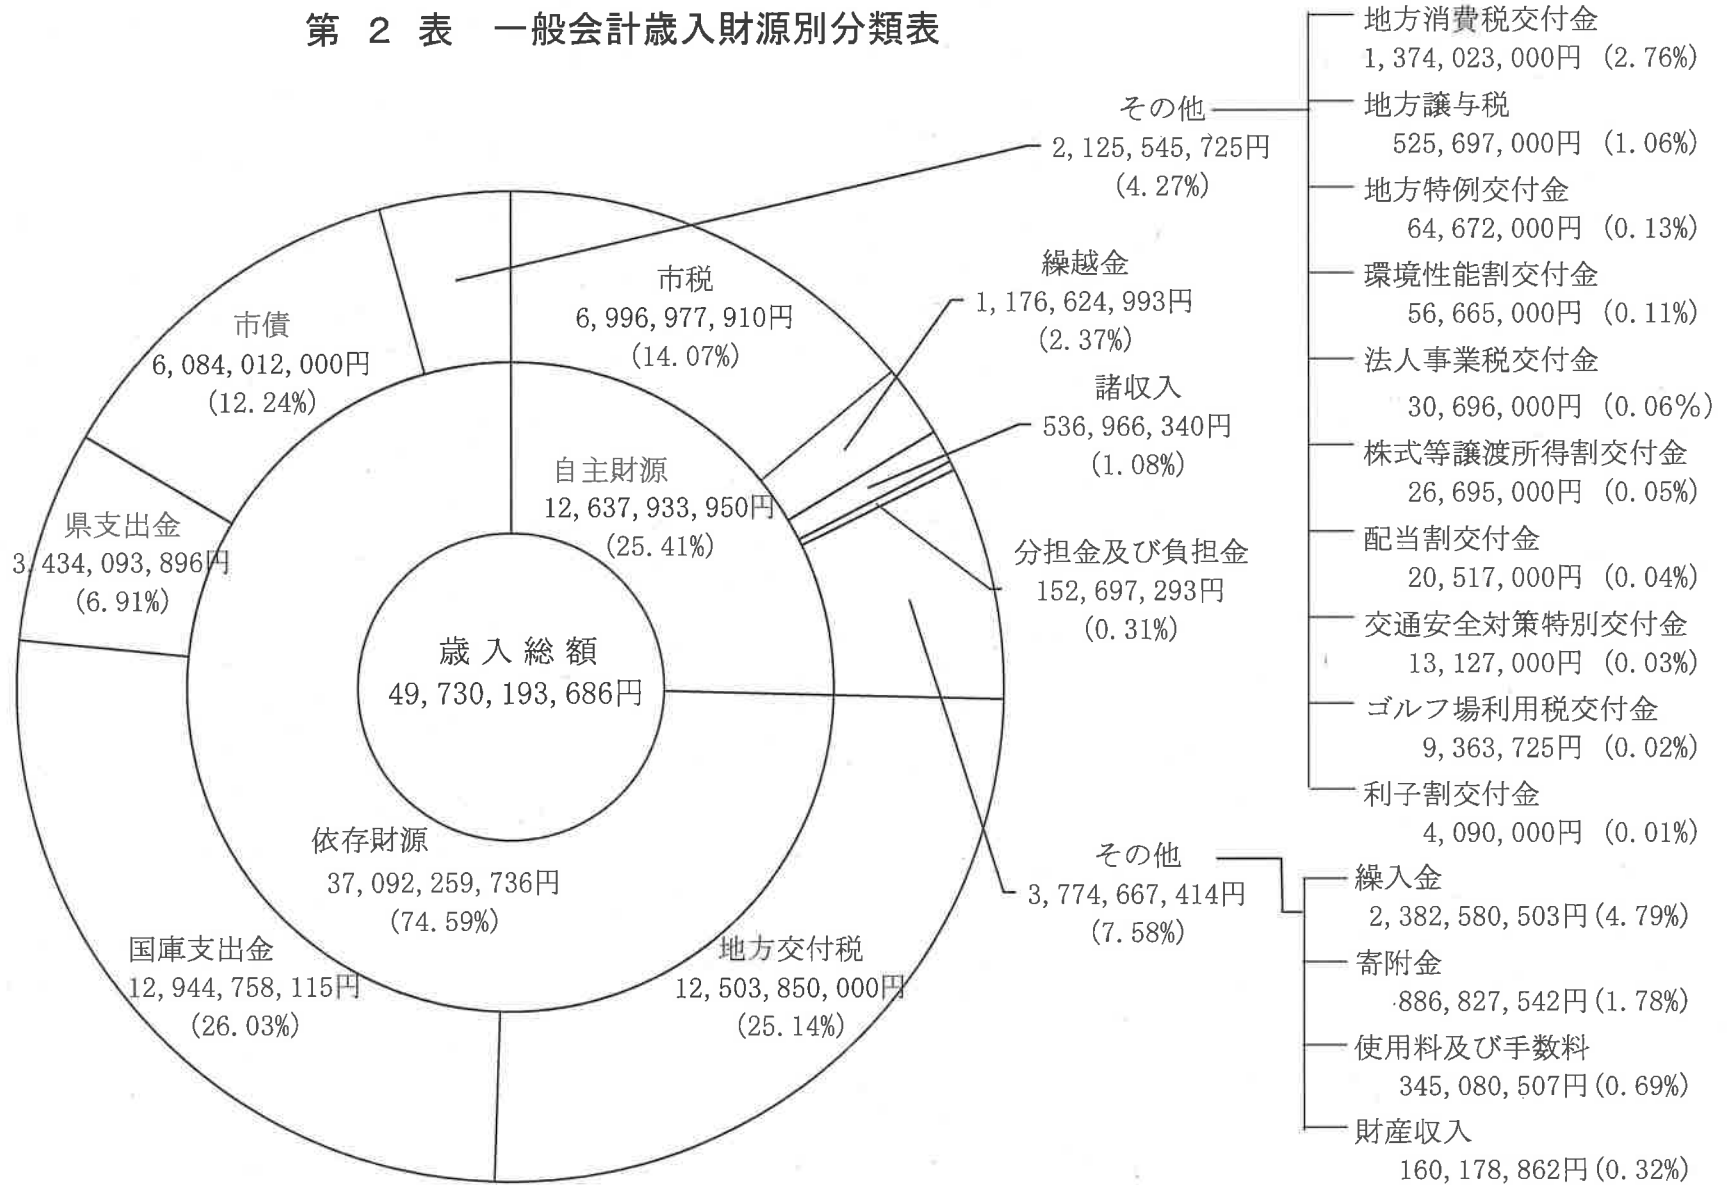 第 2 表 一般会計歳入財源別分類表
歳入総額
49,730,193,686円
自主財源
12,637,933,950円
(25.41%)
依存財源
37,092,259,736円
(74.59%)
市税
6,996,977,910円
(14.07%)
繰越金
1,176,624,993円
(2.37%)
諸収入
536,966,340円
(1.08%)
分担金及び負担金
152,697,293円
(0.31%)
その他
3,774,667,414円
(7.58%)
繰入金
2,382,580,503円(4.79%)
寄附金
886,827,542円(1.78%)
使用料及び手数料
345,080,507円(0.69%)
財産収入
160,178,862円(0.32%)
地方交付税
12,503,850,000円
(25.14%)
国庫支出金
12,944,758,115円
(26.03%)
県支出金
3,434,093,896円
(6.91%)
市債
6,084,012,000円
(12.24%)
その他
2,125,545,725円
(4.27%)
地方消費税交付金
1,374,023,000円 (2.76%)
地方譲与税
525,697,000円 (1.06%)
地方特例交付金
64,672,000円 (0.13%)
環境性能割交付金
56,665,000円 (0.11%)
法人事業税交付金
30,696,000円 (0.06%)
株式等譲渡所得割交付金
26,695,000円 (0.05%)
配当割交付金
20,517,000円 (0.04%)
交通安全対策特別交付金
13,127,000円 (0.03%)
ゴルフ場利用税交付金
9,363,725円 (0.02%)
利子割交付金
4,090,000円 (0.01%)